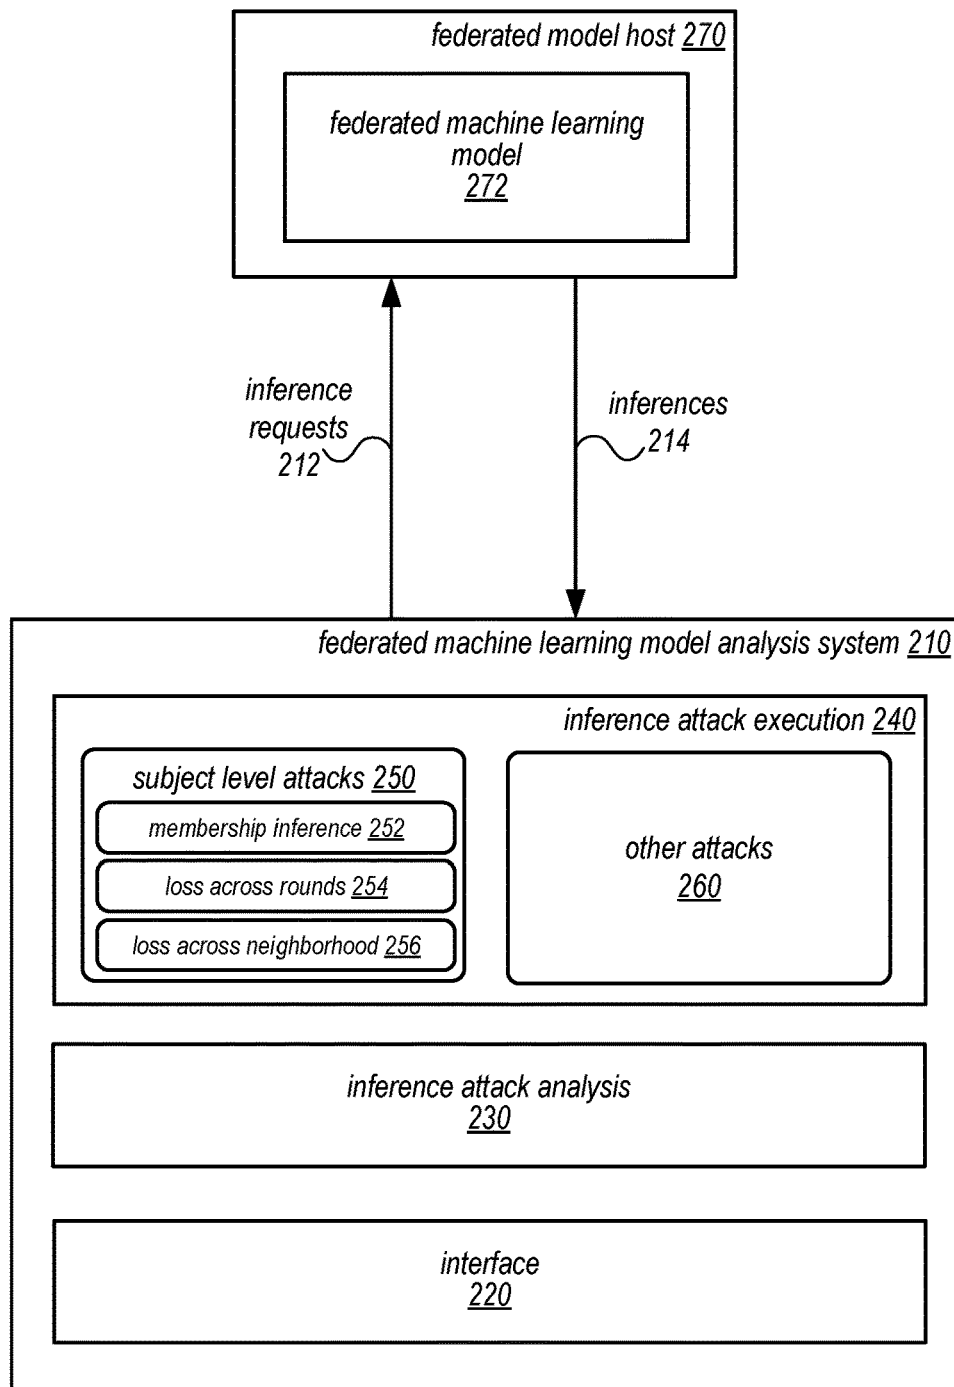 federated model host 270
federated machine learning
model
272
inference
requests
212
inferences
214
federated machine learning model analysis system 210
inference attack execution 240
subject level attacks 250
membership inference 252
loss across rounds 254
loss across neighborhood 256
other attacks
260
inference attack analysis
230
interface
220